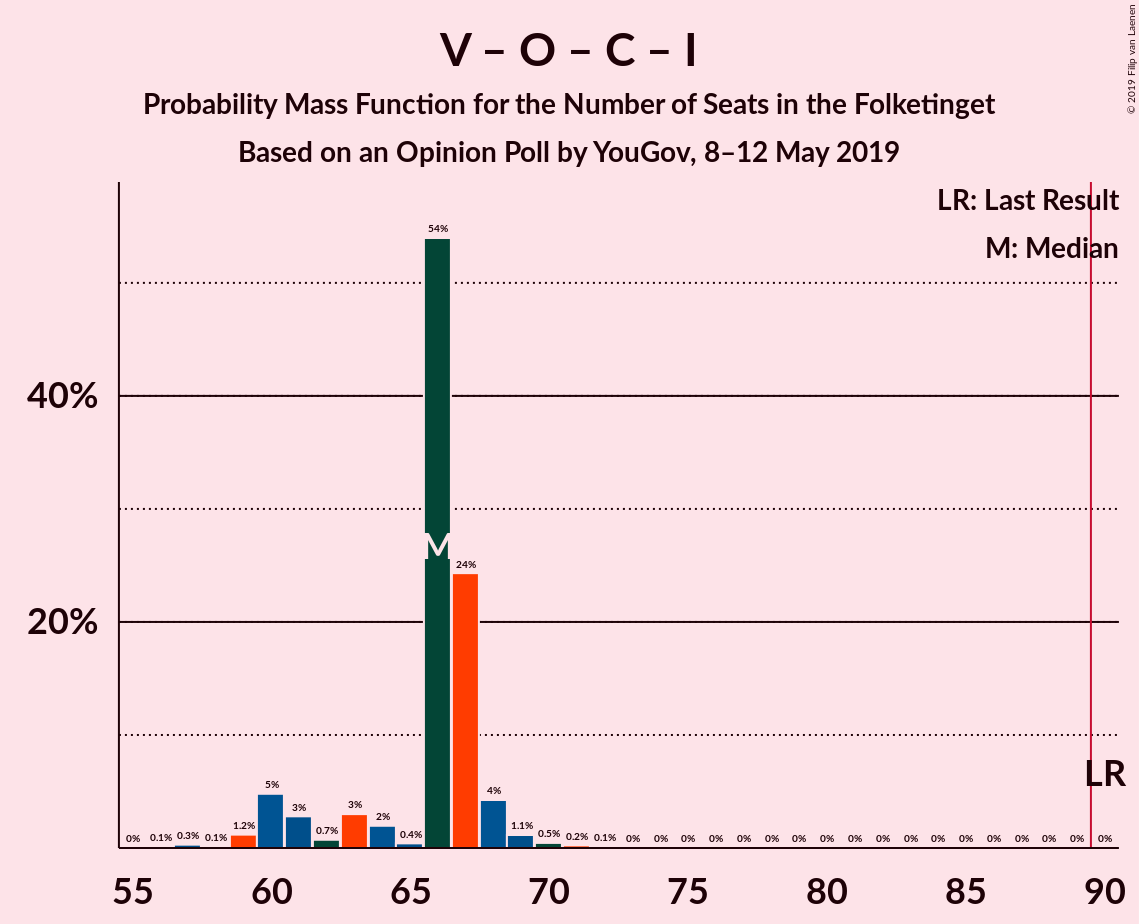 V – O – C – I
Probability Mass Function for the Number of Seats in the Folketinget
Based on an Opinion Poll by YouGov, 8–12 May 2019
© 2019 Filip van Laenen
LR: Last Result
M: Median
54%
40%
M
24%
20%
LR
5%
4%
3%
3%
2%
1.2%
1.1%
0.7%
0.5%
0.4%
0% 0.1% 0.3% 0.1% 0.2% 0.1% 0% 0% 0% 0% 0% 0% 0% 0% 0% 0% 0% 0% 0% 0% 0% 0% 0% 0%
55 60 65 70 75 80 85 90